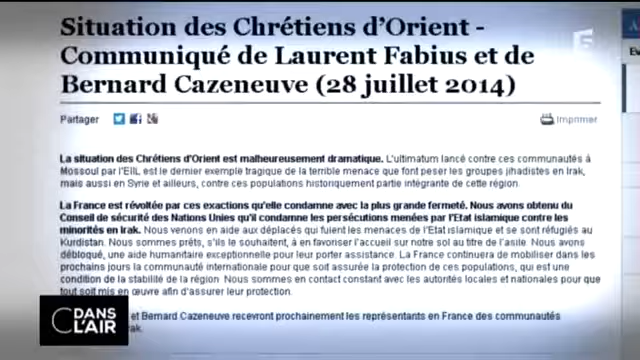 Situation des Chrétiens d'Orient -
Communiqué de Laurent Fabius et de
Bernard Cazeneuve (28 juillet 2014)
Partager
Imprimer
La situation des Chrétiens d'Orient est malheureusement dramatique. L'ultimatum lancé contre ces communautés à
Mossoul par l'EIIL est le dernier exemple tragique de la terrible menace que font peser les groupes jihadistes en Irak,
mais aussi en Syrie et ailleurs, contre ces populations historiquement partie intégrante de cette région.
La France est révoltée par ces exactions qu'elle condamne avec la plus grande fermeté. Nous avons obtenu du
Conseil de sécurité des Nations Unies qu'il condamne les persécutions menées par l'Etat islamique contre les
minorités en Irak. Nous venons en aide aux déplacés qui fuient les menaces de l'Etat islamique et se sont réfugiés au
Kurdistan. Nous sommes prêts, s'ils le souhaitent, à en favoriser l'accueil sur notre sol au titre de l'asile. Nous avons
débloqué, une aide humanitaire exceptionnelle pour leur porter assistance. La France continuera de mobiliser dans les
prochains jours la communauté internationale pour que soit assurée la protection de ces populations, qui est une
condition de la stabilité de la région. Nous sommes en contact constant avec les autorités locales et nationales pour que
tout soit mis en œuvre afin d'assurer leur protection.
et Bernard Cazeneuve recevront prochainement les représentants en France des communautés
C DANS
L'AIR
5